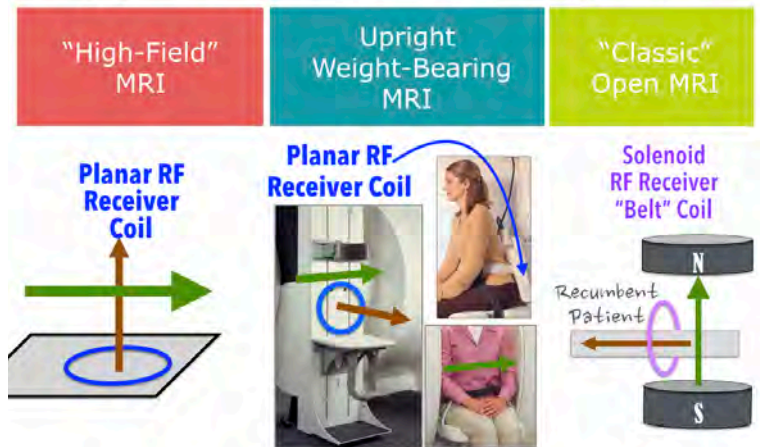 “High-Field”
MRI
Upright
Weight-Bearing
MRI
“Classic”
Open MRI
Planar RF
Receiver
Coil
Planar RF
Receiver Coil
Solenoid
RF Receiver
“Belt” Coil
N
Recumbent
Patient
S